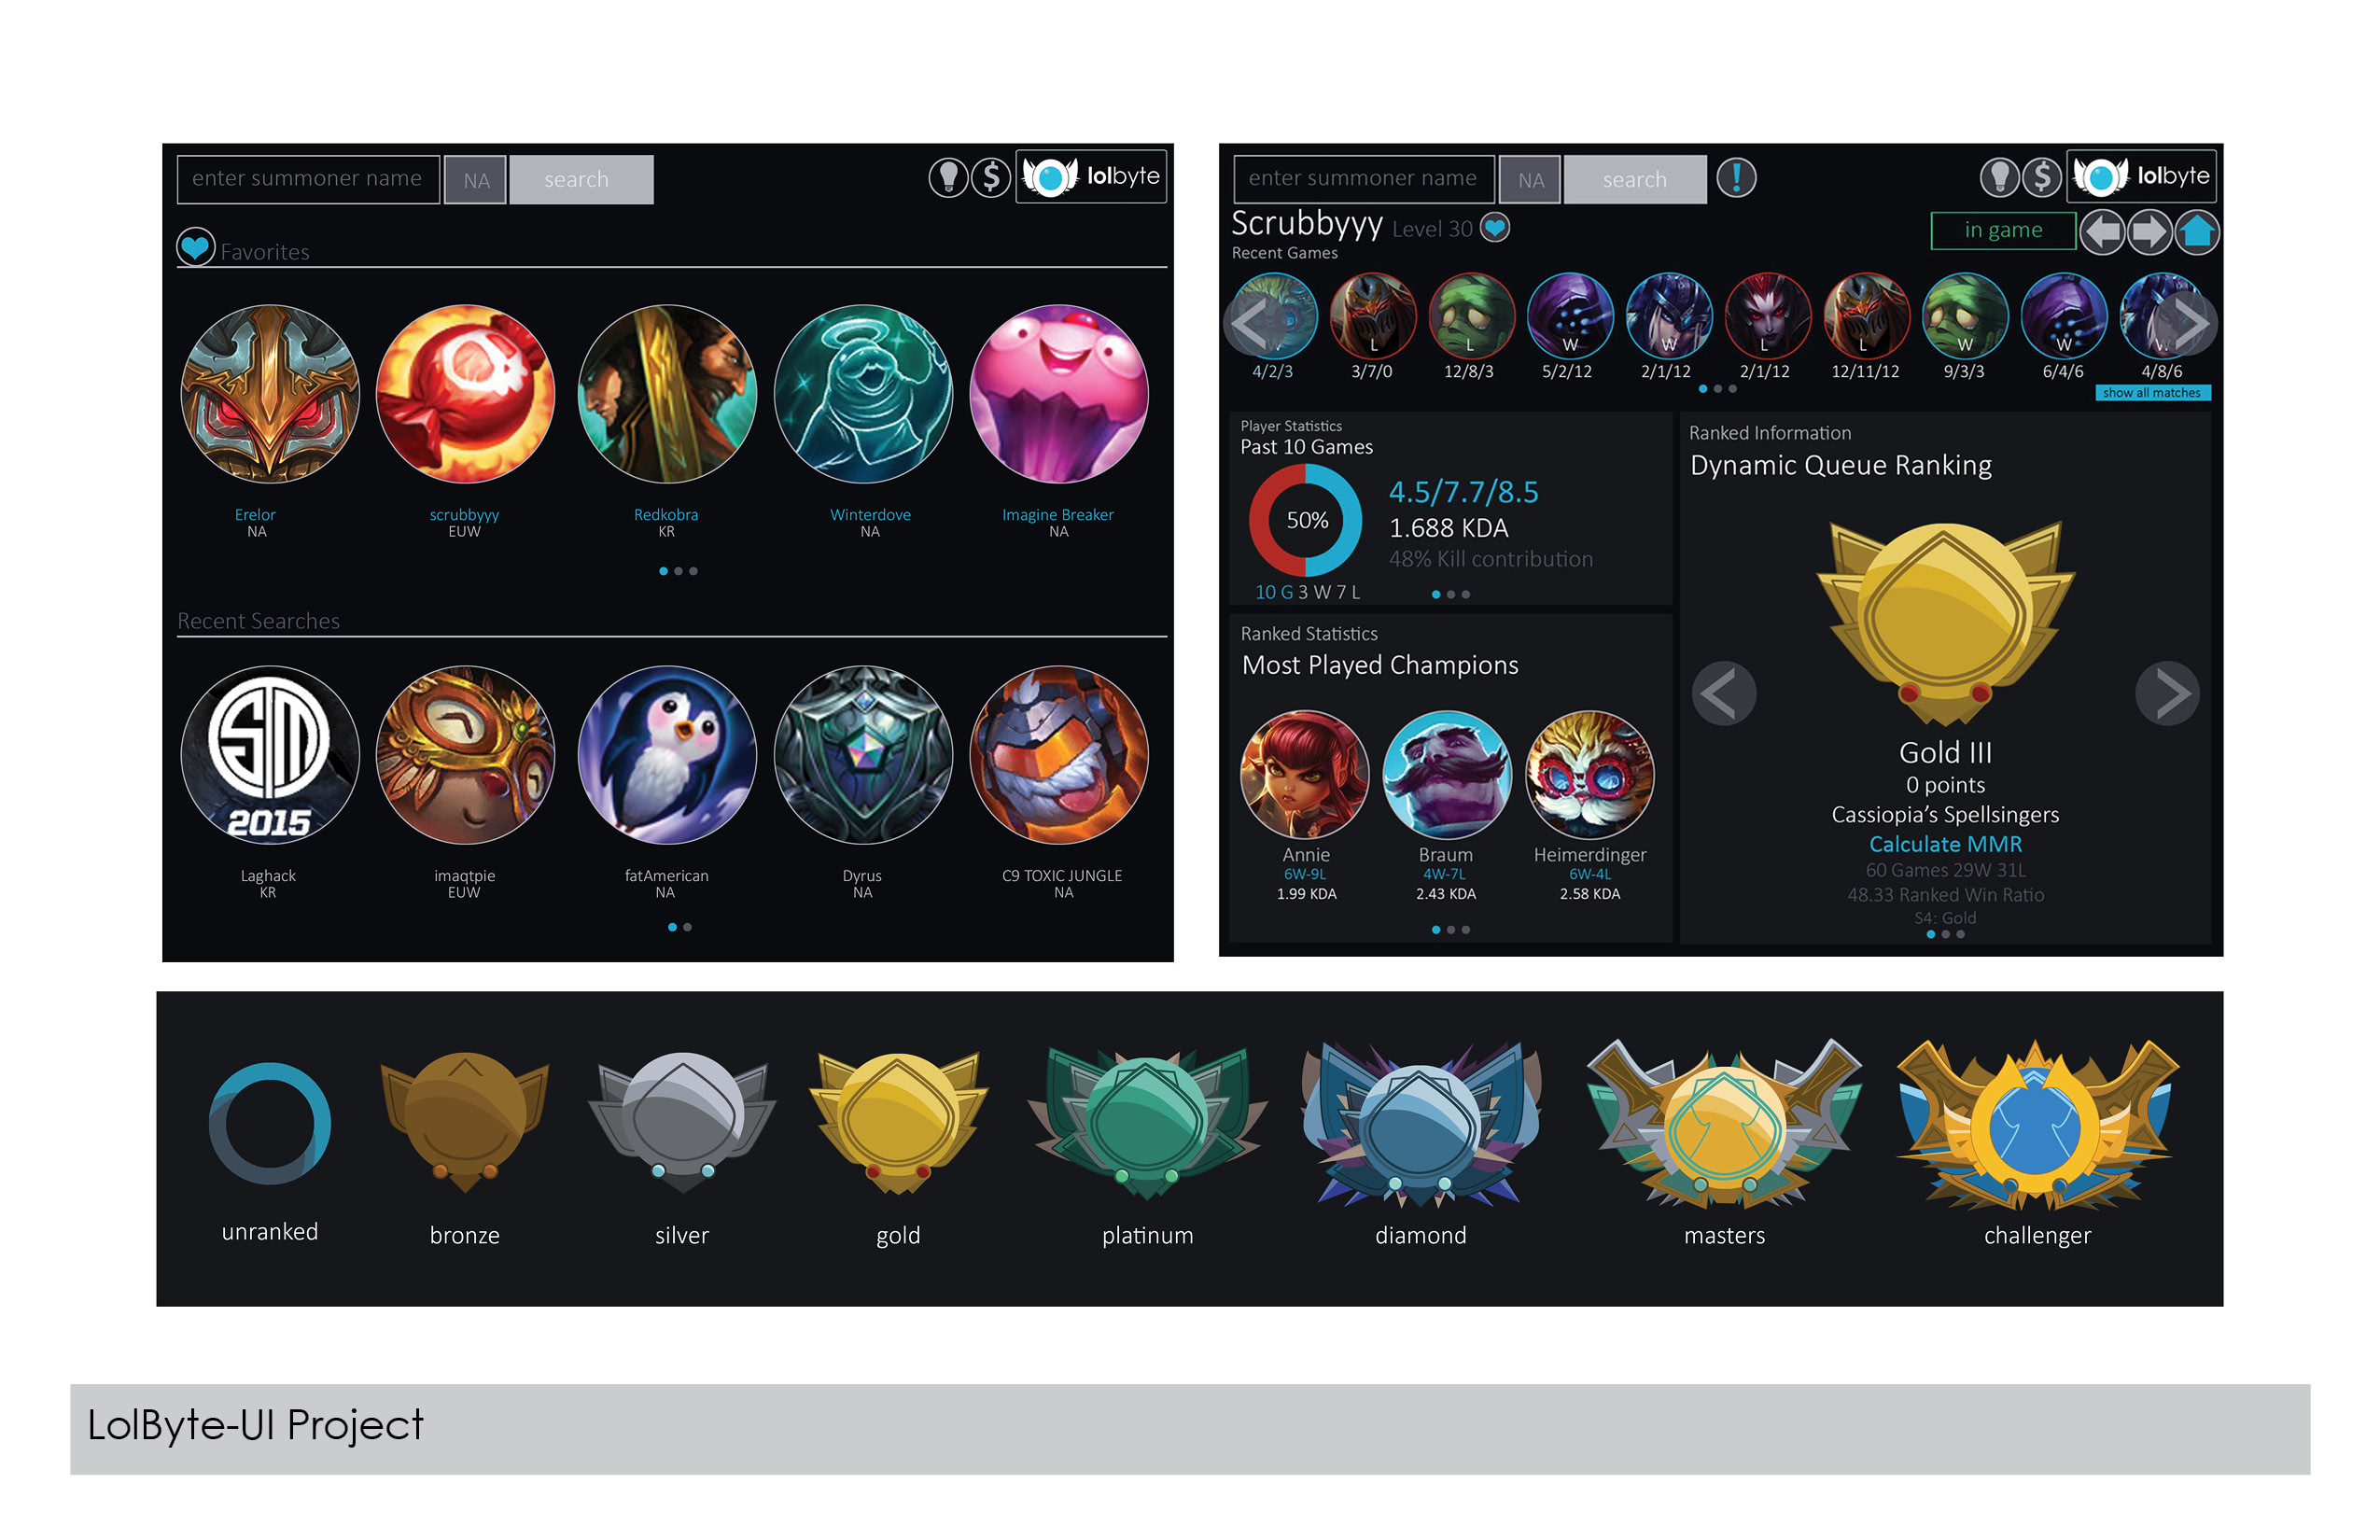 enter summoner name NA search $ lolbyte
Favorites
Erelor scrubbyyy Redkobra Winterdove Imagine Breaker
NA EUW KR NA NA
Recent Searches
SM
2015
Laghack imaqtpie fatAmerican Dyrus C9 TOXIC JUNGLE
KR EUW NA NA NA
enter summoner name NA search ! $ lolbyte
Scrubbyyy Level 30 in game
Recent Games
W L L W W L L W W W
4/2/3 3/7/0 12/8/3 5/2/12 2/1/12 2/1/12 12/11/12 9/3/3 6/4/6 4/8/6
show all matches
Player Statistics
Past 10 Games
50%
4.5/7.7/8.5
1.688 KDA
48% Kill contribution
10 G 3 W 7 L
Ranked Statistics
Most Played Champions
Annie Braum Heimerdinger
6W-9L 4W-7L 6W-4L
1.99 KDA 2.43 KDA 2.58 KDA
Ranked Information
Dynamic Queue Ranking
Gold III
0 points
Cassiopia's Spellsingers
Calculate MMR
60 Games 29W 31L
48.33 Ranked Win Ratio
S4: Gold
unranked bronze silver gold platinum diamond masters challenger
LolByte-UI Project